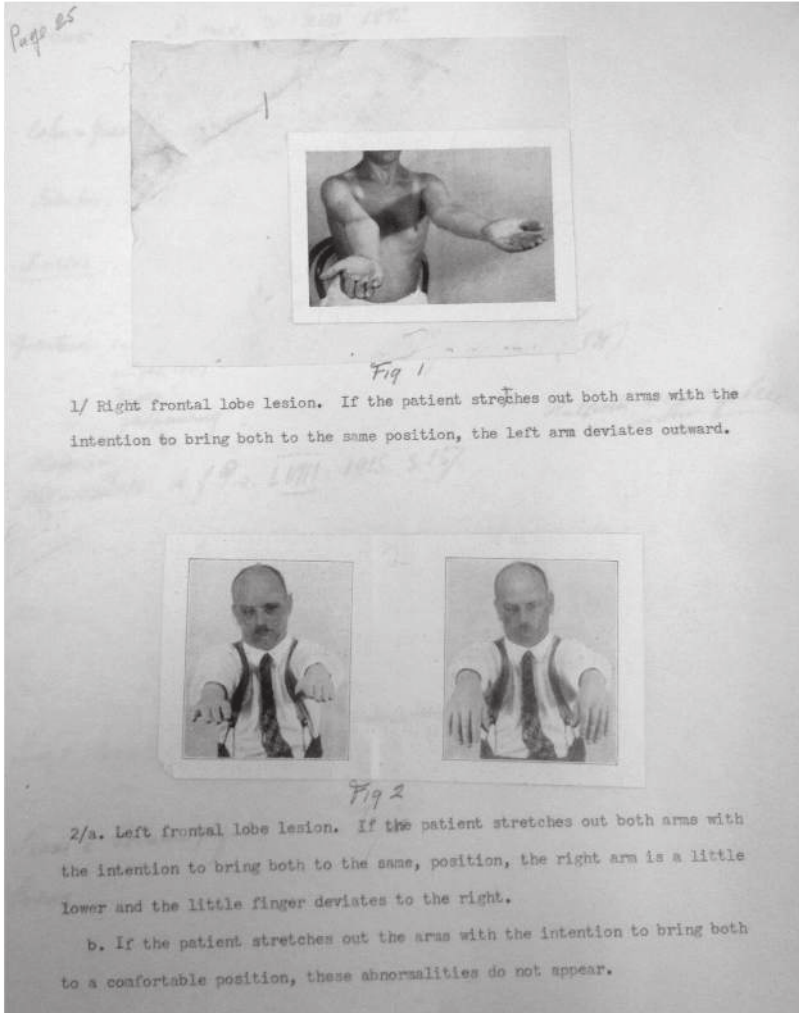 Page 25
1
Fig 1
1/ Right frontal lobe lesion. If the patient stretches out both arms with the
intention to bring both to the same position, the left arm deviates outward.
Fig 2
2/a. Left frontal lobe lesion. If the patient stretches out both arms with
the intention to bring both to the same, position, the right arm is a little
lower and the little finger deviates to the right.
b. If the patient stretches out the arms with the intention to bring both
to a comfortable position, these abnormalities do not appear.